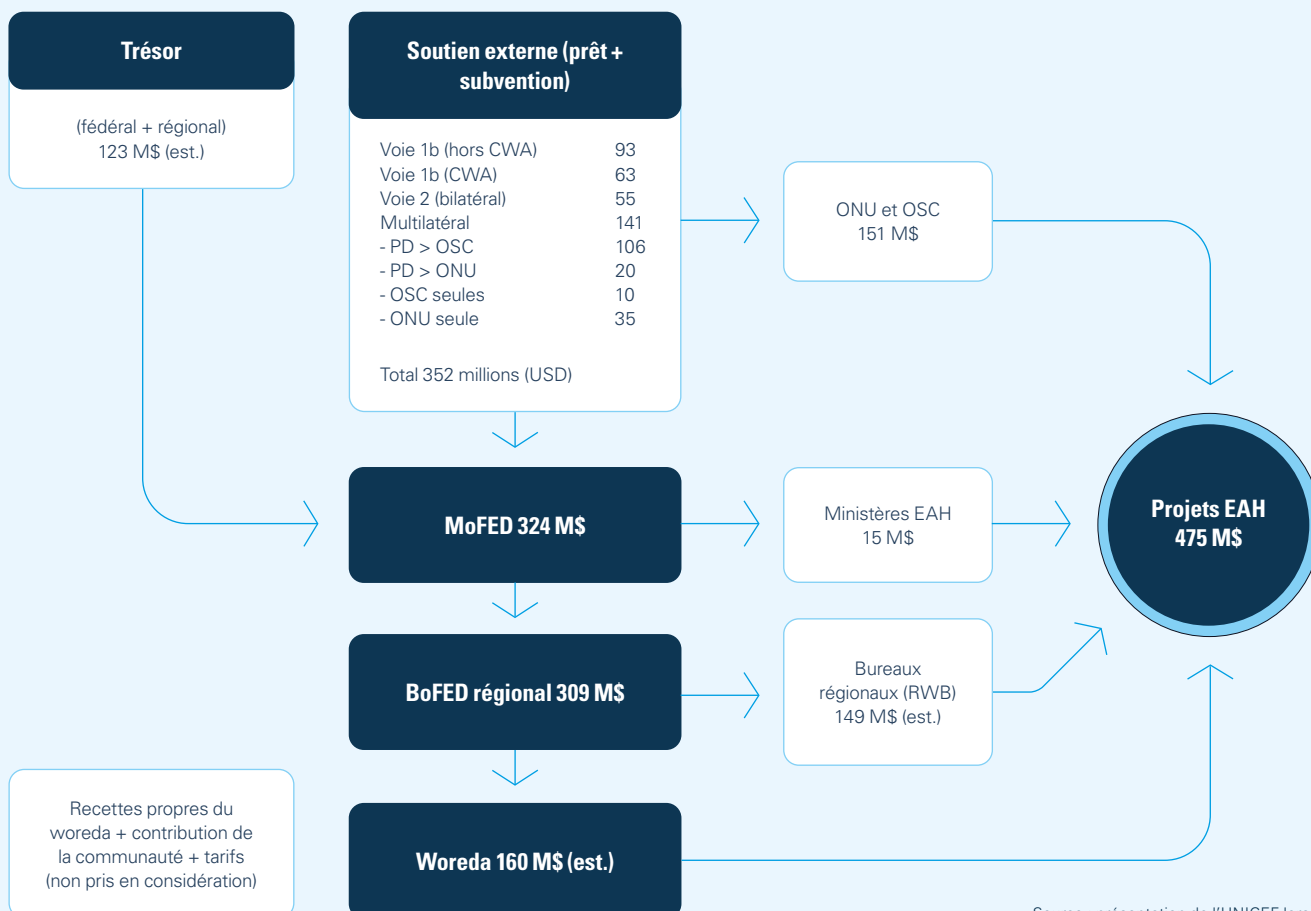 Trésor
(fédéral + régional)
123 M$ (est.)
Soutien externe (prêt +
subvention)
Voie 1b (hors CWA) 93
Voie 1b (CWA) 63
Voie 2 (bilatéral) 55
Multilatéral 141
- PD > OSC 106
- PD > ONU 20
- OSC seules 10
- ONU seule 35
Total 352 millions (USD)
ONU et OSC
151 M$
MoFED 324 M$
Ministères EAH
15 M$
Projets EAH
475 M$
BoFED régional 309 M$
Bureaux
régionaux (RWB)
149 M$ (est.)
Recettes propres du
woreda + contribution de
la communauté + tarifs
(non pris en considération)
Woreda 160 M$ (est.)